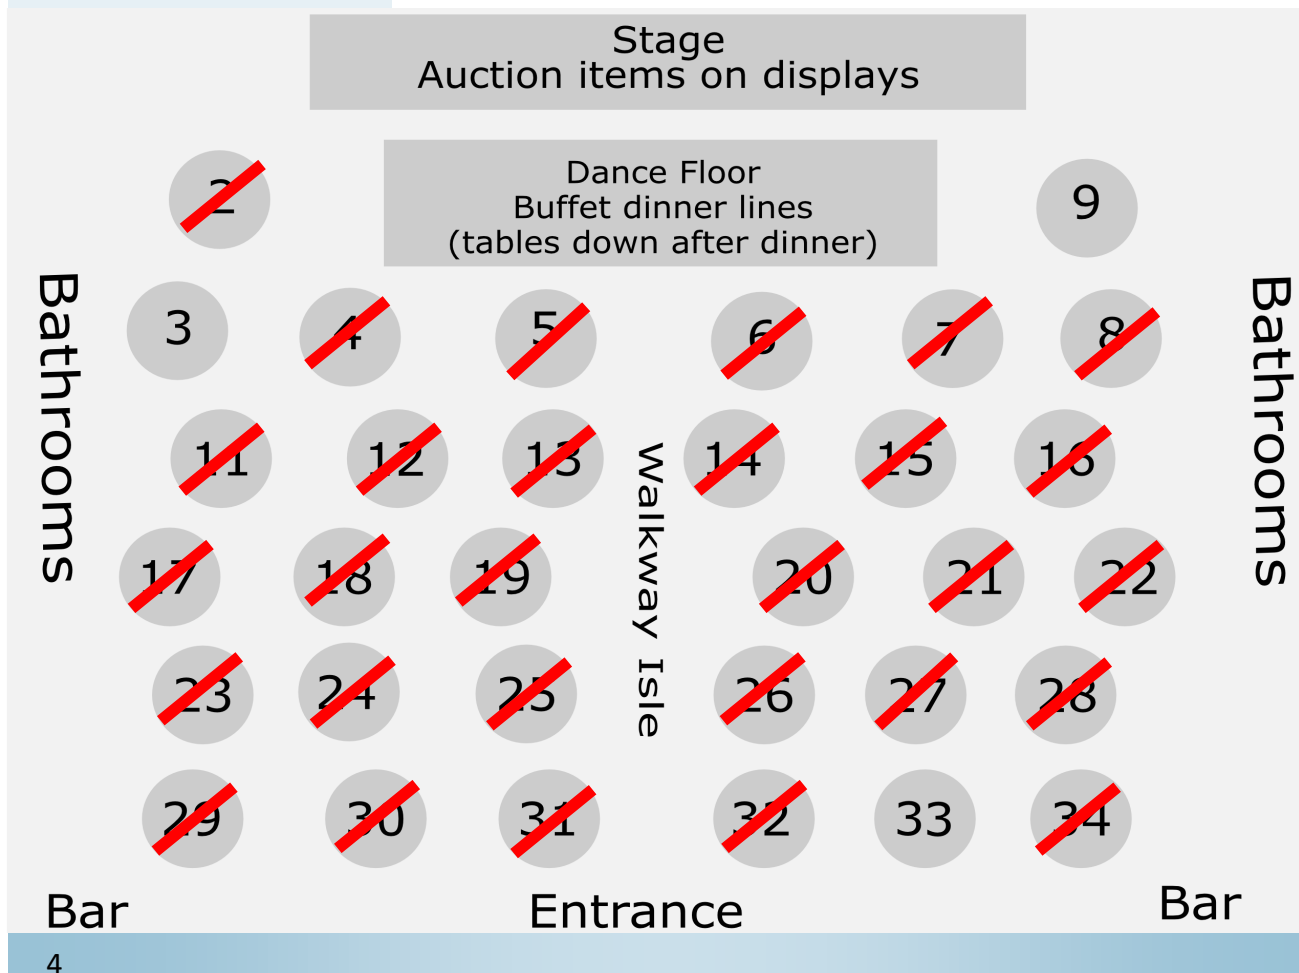 Stage
Auction items on displays
Dance Floor
Buffet dinner lines
(tables down after dinner)
2
9
Bathrooms
Bathrooms
3 4 5 6 7 8
11 12 13 14 15 16
Walkway Isle
17 18 19 20 21 22
23 24 25 26 27 28
29 30 31 32 33 34
Bar
Entrance
Bar
4